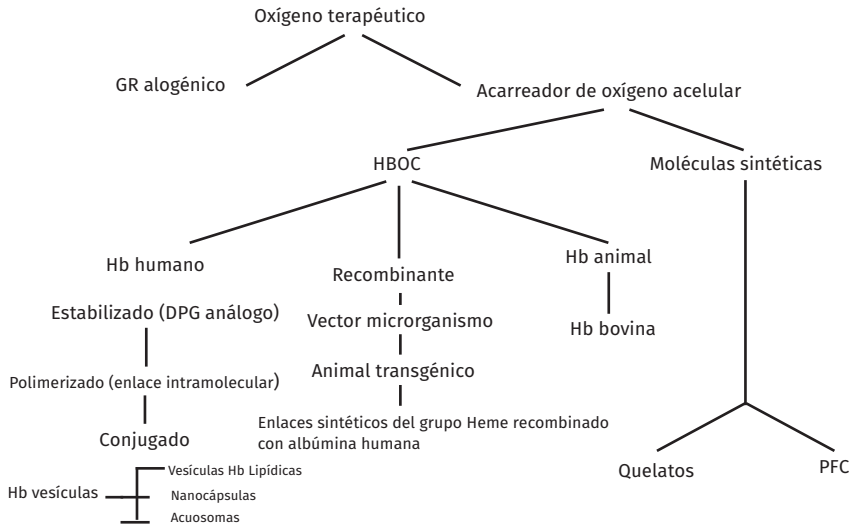 Oxígeno terapéutico
GR alogénico
Acarreador de oxígeno acelular
HBOC
Moléculas sintéticas
Hb humano
Recombinante
Hb animal
Estabilizado (DPG análogo)
Vector microrganismo
Hb bovina
Polimerizado (enlace intramolecular)
Animal transgénico
Conjugado
Enlaces sintéticos del grupo Heme recombinado
con albúmina humana
Quelatos
PFC
Hb vesículas
Vesículas Hb Lipídicas
Nanocápsulas
Acuosomas